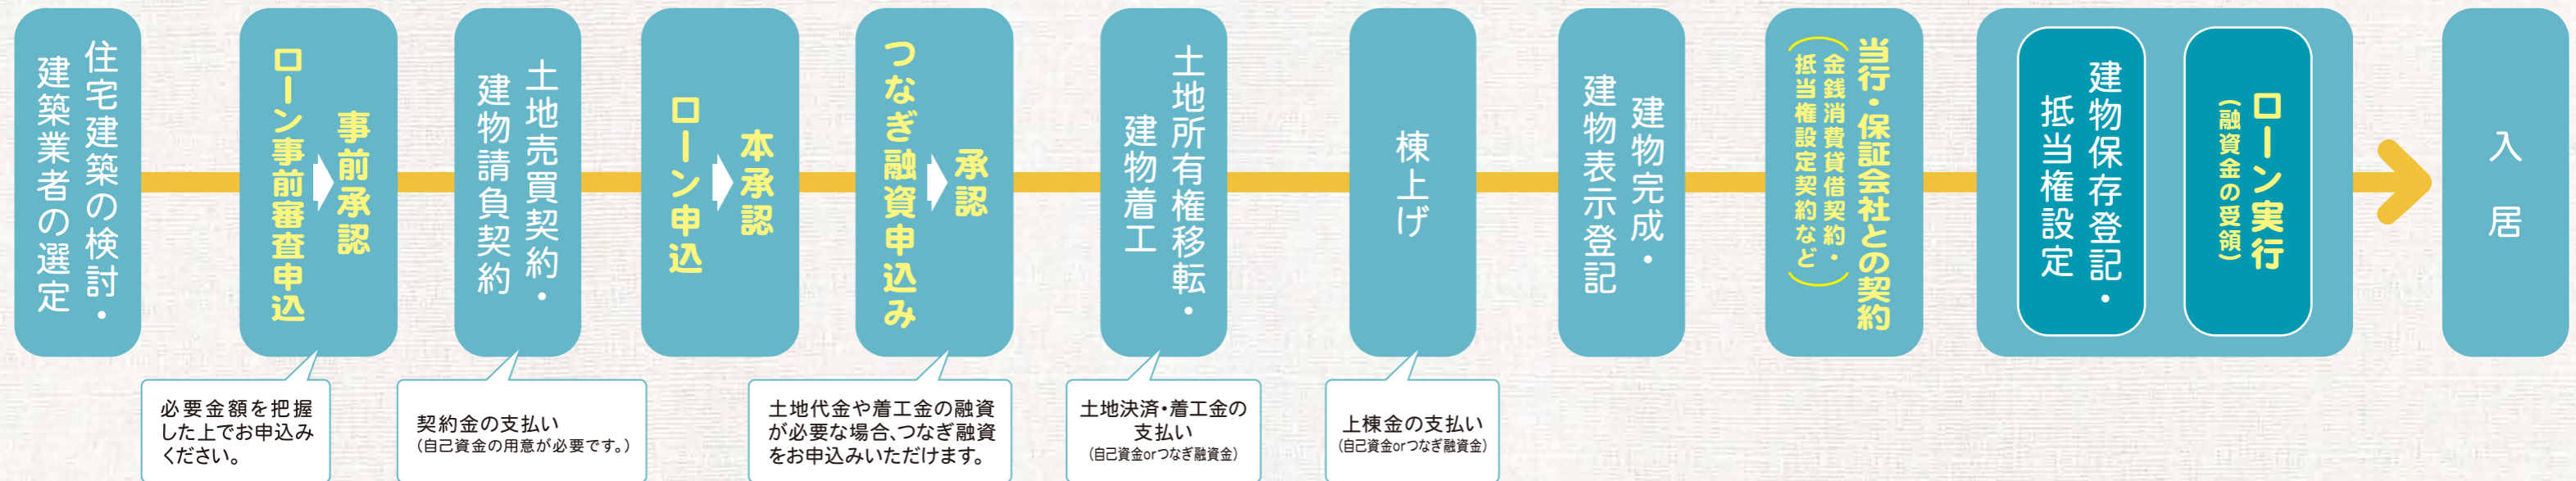 住宅建築の検討・
建築業者の選定
ローン事前審査申込
事前承認
土地売買契約・
建物請負契約
ローン申込
本承認
つなぎ融資申込み
承認
土地所有権移転・
建物着工
棟上げ
建物完成・
建物表示登記
当行・保証会社との契約
(金銭消費貸借契約・
抵当権設定契約など)
建物保存登記・
抵当権設定
ローン実行
(融資金の受領)
入居
必要金額を把握
した上でお申込み
ください。
契約金の支払い
(自己資金の用意が必要です。)
土地代金や着工金の融資
が必要な場合、つなぎ融資
をお申込みいただけます。
土地決済・着工金の
支払い
(自己資金orつなぎ融資金)
上棟金の支払い
(自己資金orつなぎ融資金)